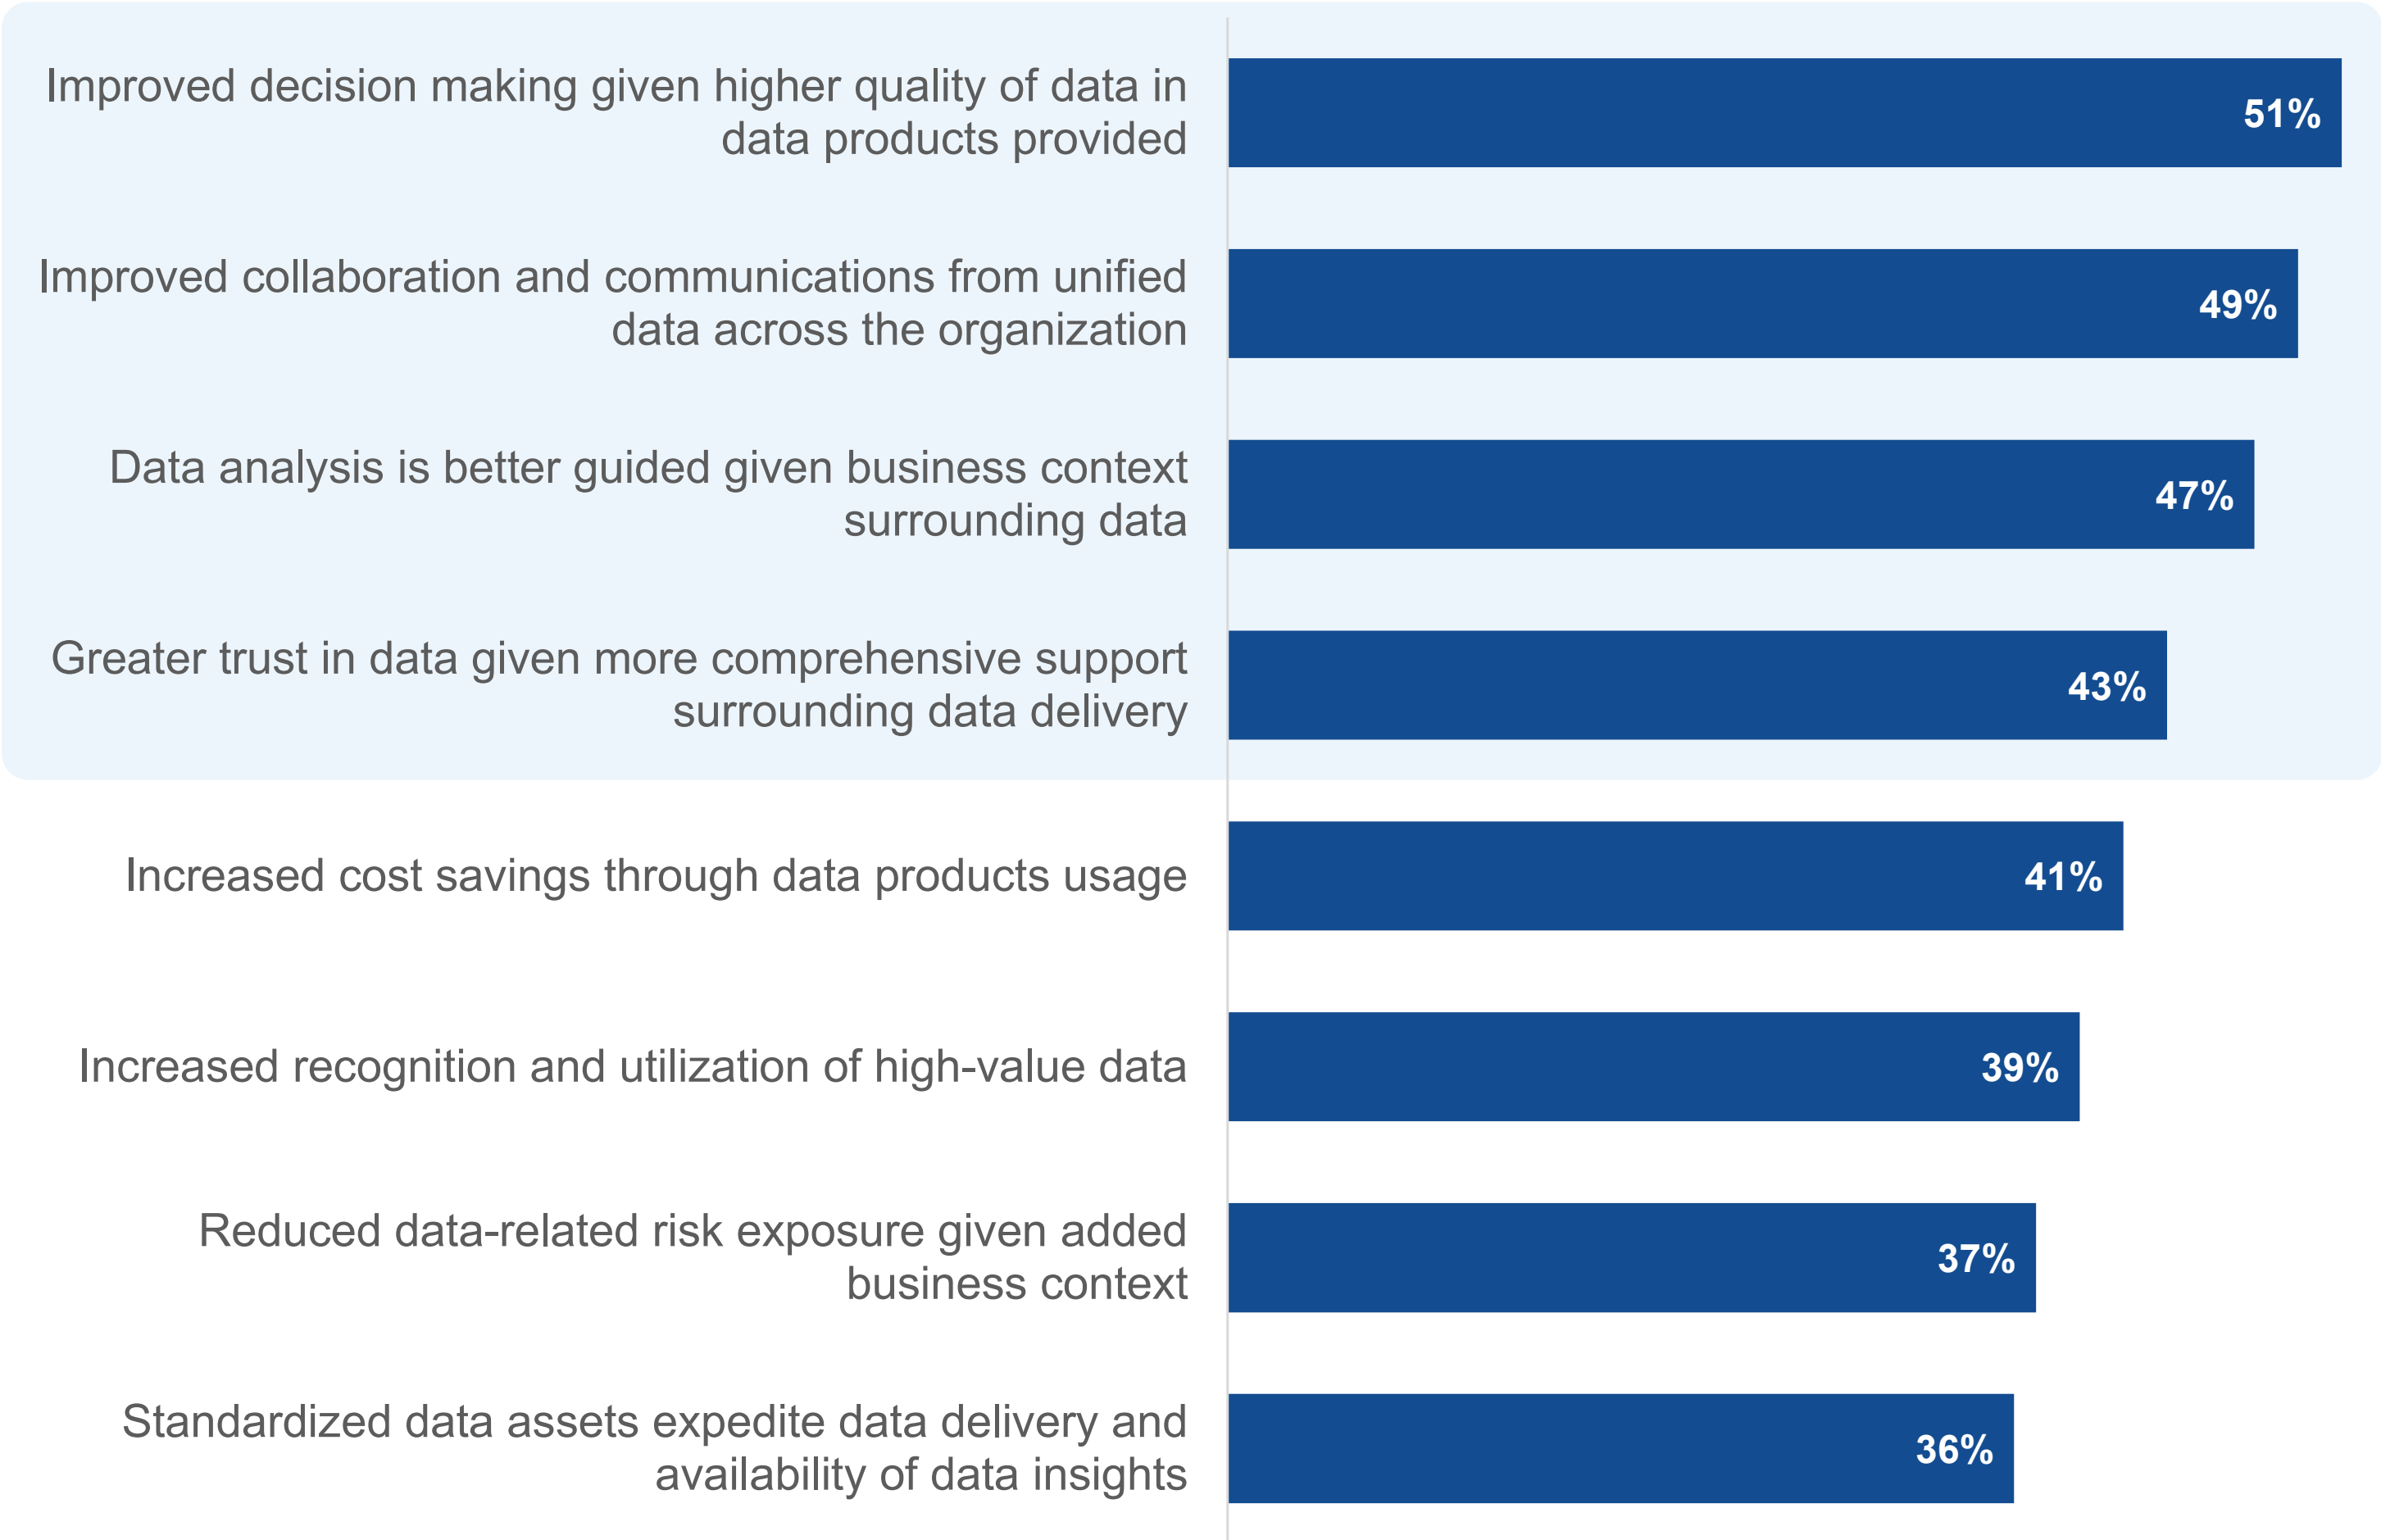 Improved decision making given higher quality of data in
data products provided
51%
Improved collaboration and communications from unified
data across the organization
49%
Data analysis is better guided given business context
surrounding data
47%
Greater trust in data given more comprehensive support
surrounding data delivery
43%
Increased cost savings through data products usage
41%
Increased recognition and utilization of high-value data
39%
Reduced data-related risk exposure given added
business context
37%
Standardized data assets expedite data delivery and
availability of data insights
36%